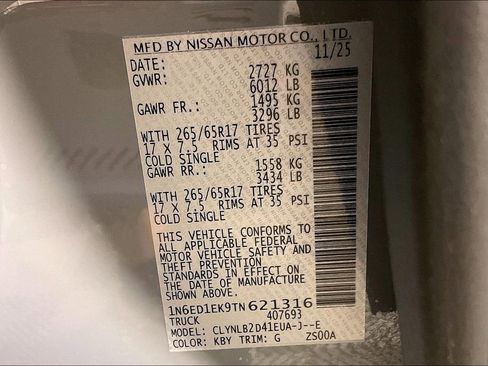 MFD BY NISSAN MOTOR CO., LTD.
DATE: 11/25
GVWR: 2727 KG
6012 LB
GAWR FR.: 1495 KG
3296 LB
WITH 265/65R17 TIRES
17 X 7.5 RIMS AT 35 PSI
COLD SINGLE
GAWR RR.: 1558 KG
3434 LB
WITH 265/65R17 TIRES
17 X 7.5 RIMS AT 35 PSI
COLD SINGLE
THIS VEHICLE CONFORMS TO
ALL APPLICABLE FEDERAL
MOTOR VEHICLE SAFETY AND
THEFT PREVENTION
STANDARDS IN EFFECT ON
THE DATE OF MANUFACTURE
SHOWN ABOVE.
1N6ED1EK9TN621316
TRUCK 407693
MODEL: CLYNLB2D41EUA-J--E
COLOR: KBY TRIM: G ZS00A